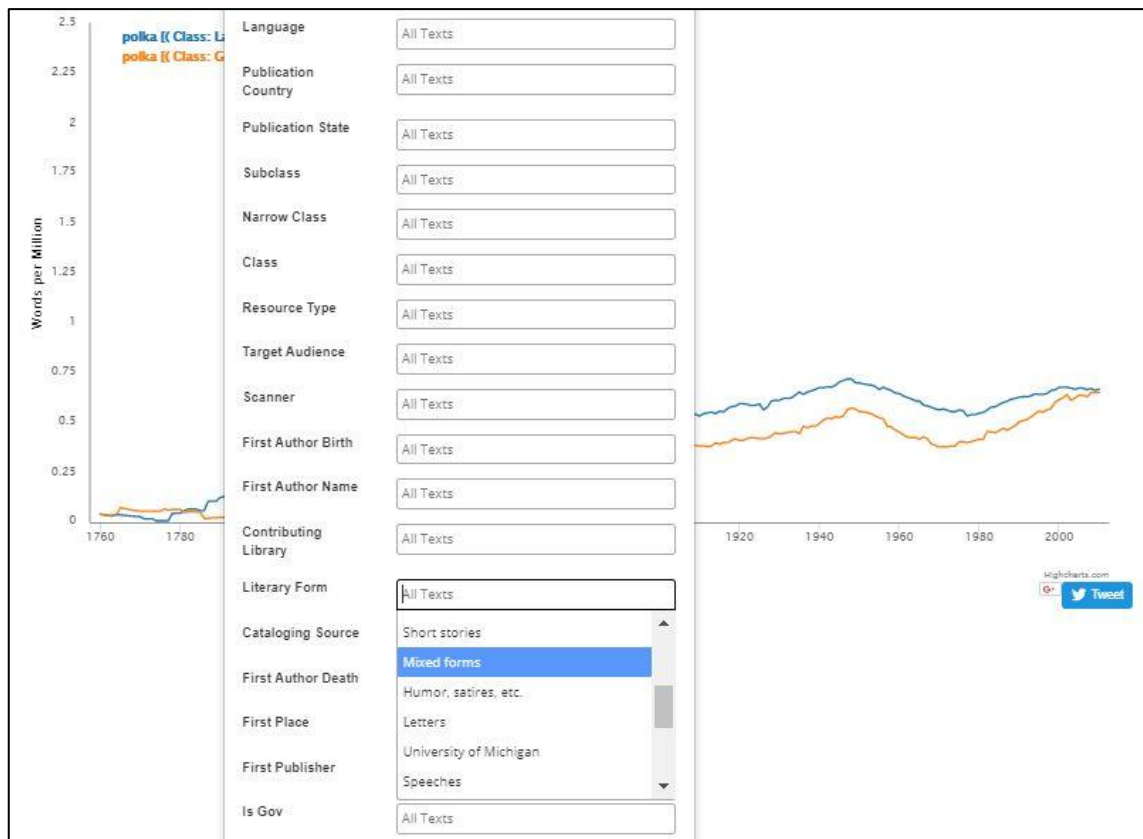 2.5
polka [( Class: La
polka [( Class: G
2.25
2
1.75
1.5
1.25
1
0.75
0.5
0.25
0
Words per Million
1760
1780
Language
All Texts
Publication
Country
All Texts
Publication State
All Texts
Subclass
All Texts
Narrow Class
All Texts
Class
All Texts
Resource Type
All Texts
Target Audience
All Texts
Scanner
All Texts
First Author Birth
All Texts
First Author Name
All Texts
Contributing
Library
All Texts
Literary Form
All Texts
Short stories
Mixed forms
Humor, satires, etc.
Letters
University of Michigan
Speeches
Cataloging Source
First Author Death
First Place
First Publisher
Is Gov
All Texts
1920
1940
1960
1980
2000
Highcharts.com
G+
Tweet